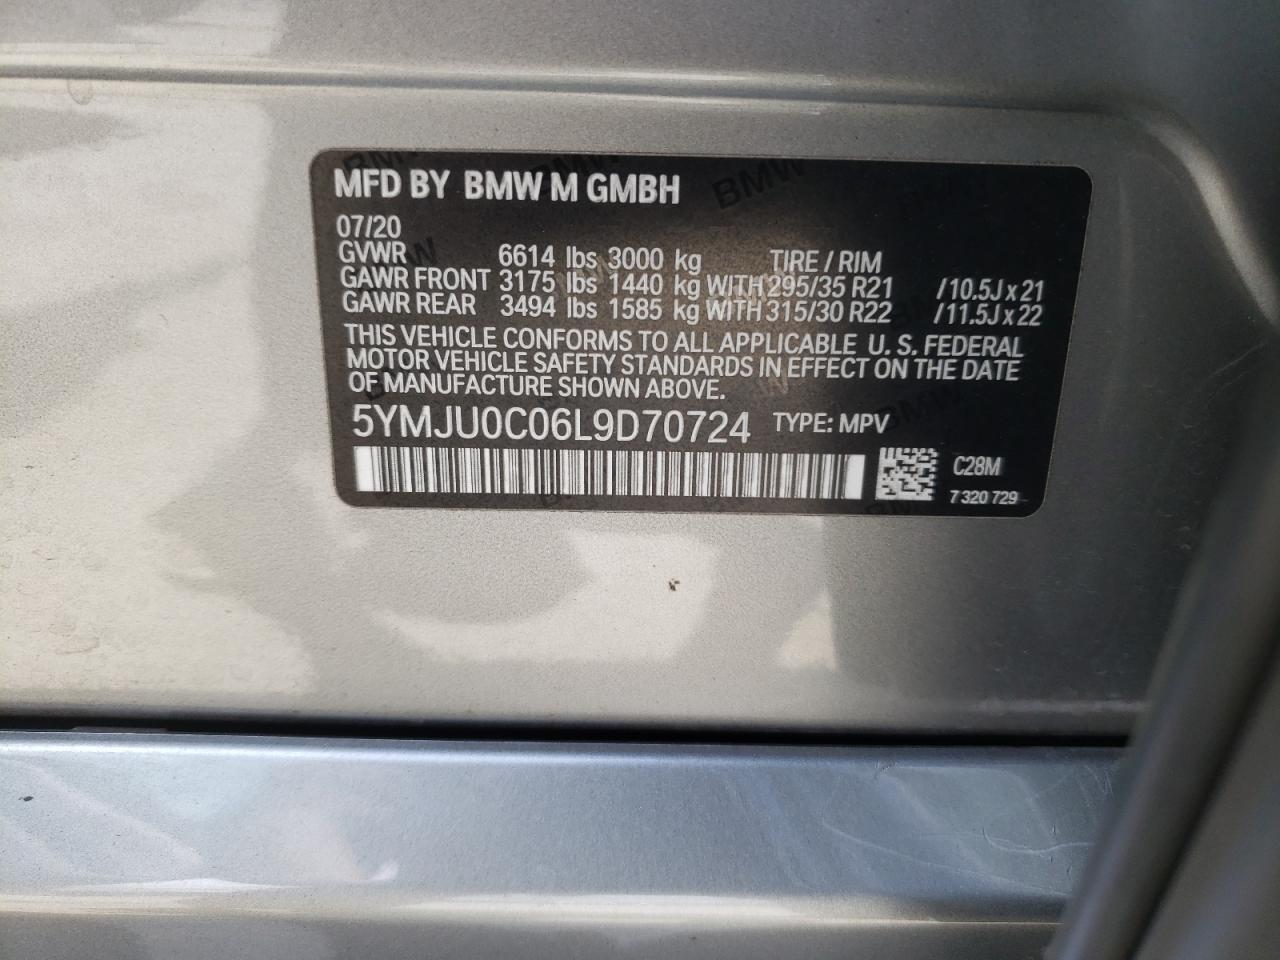 MFD BY BMW M GMBH
07/20
GVWR 6614 lbs 3000 kg TIRE / RIM
GAWR FRONT 3175 lbs 1440 kg WITH 295/35 R21 /10.5J x 21
GAWR REAR 3494 lbs 1585 kg WITH 315/30 R22 /11.5J x 22
THIS VEHICLE CONFORMS TO ALL APPLICABLE U. S. FEDERAL
MOTOR VEHICLE SAFETY STANDARDS IN EFFECT ON THE DATE
OF MANUFACTURE SHOWN ABOVE.
5YMJU0C06L9D70724 TYPE: MPV
C28M
7 320 729